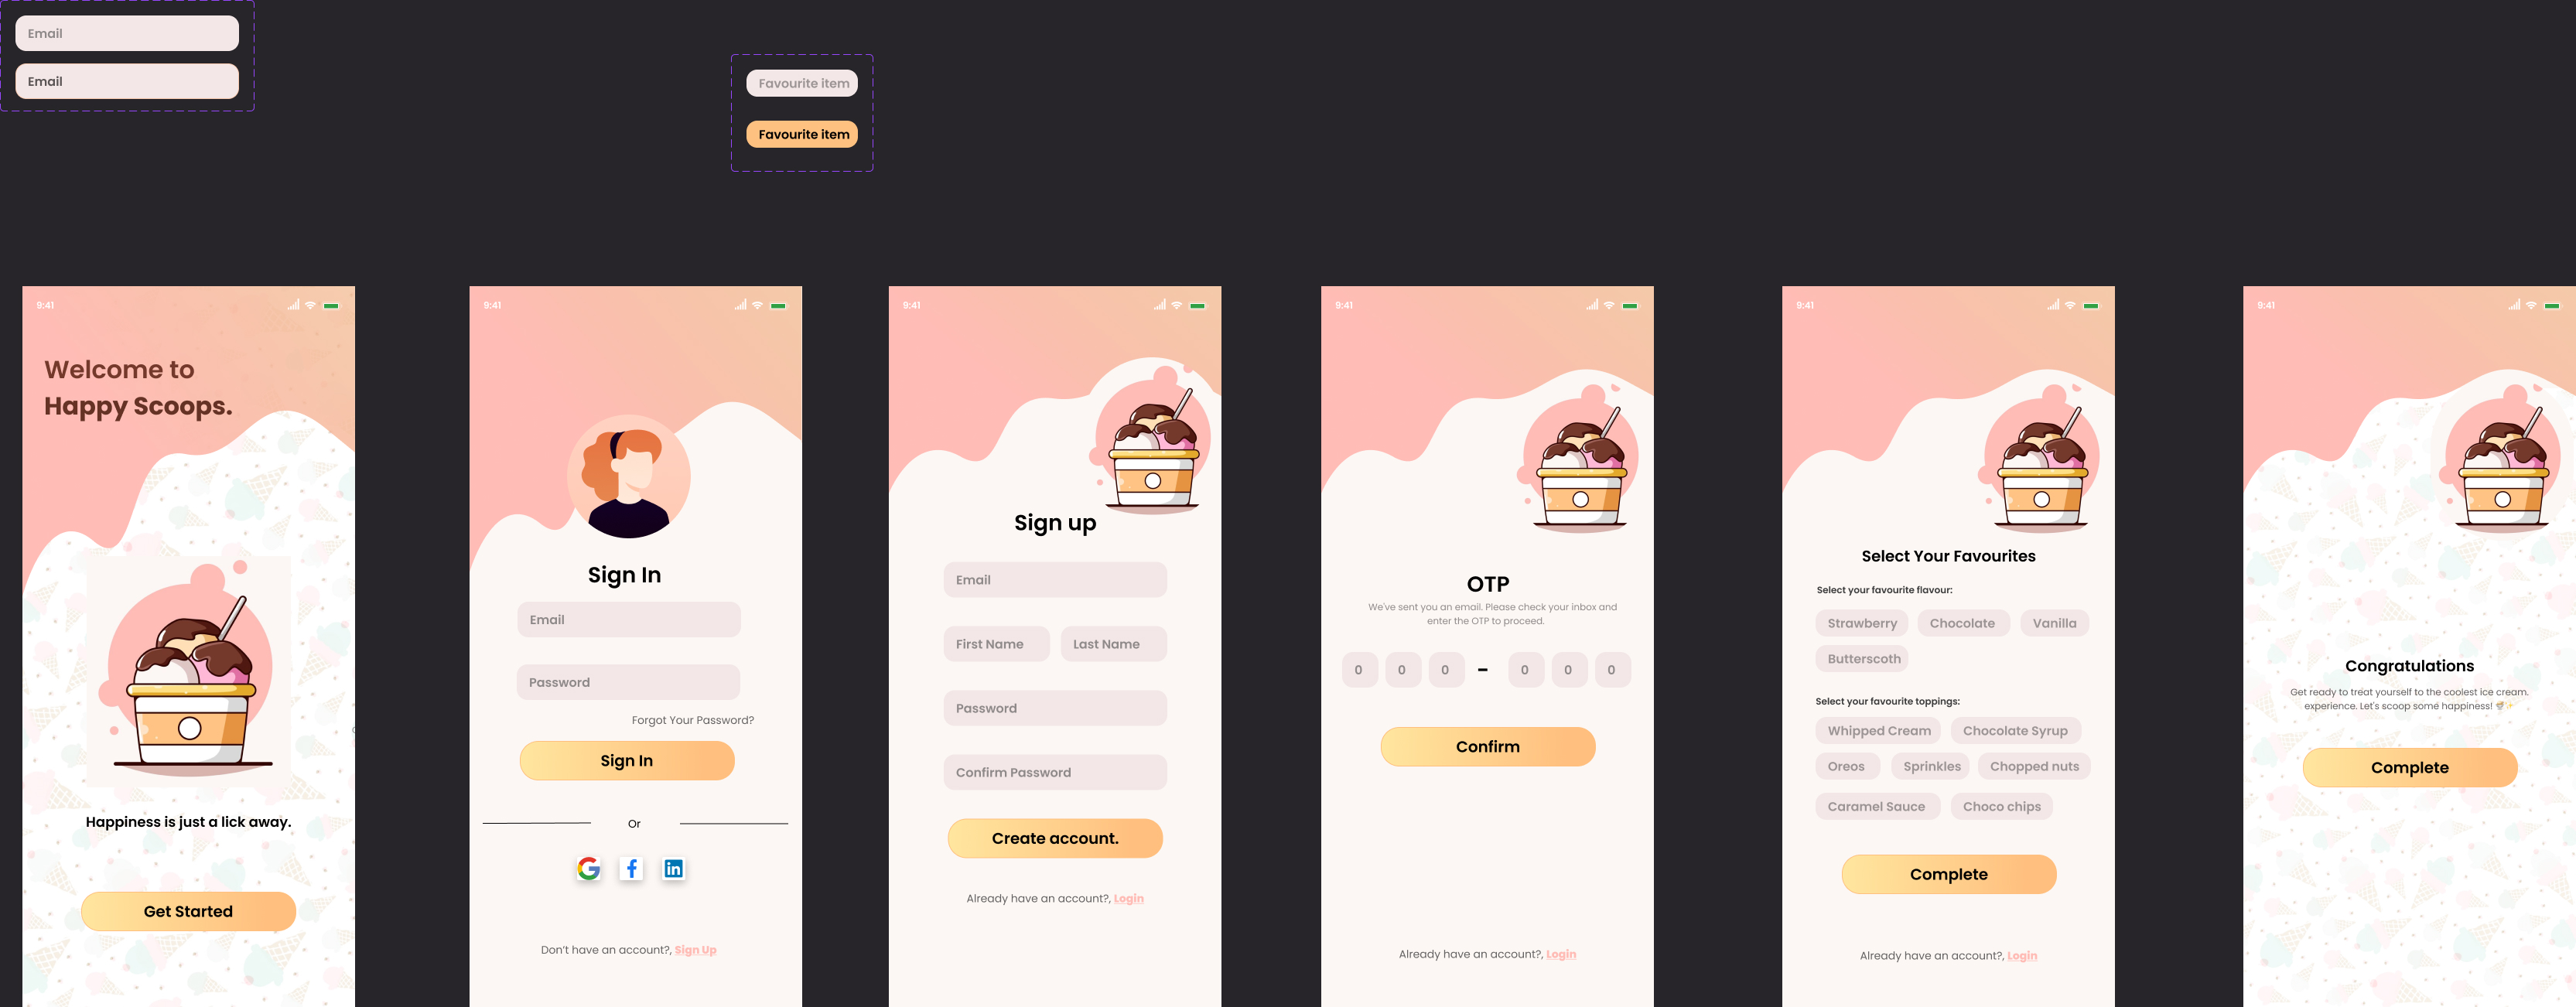 Email
Email
Favourite item
Favourite item
9:41
Welcome to
Happy Scoops.
Happiness is just a lick away.
Get Started
9:41
Sign In
Email
Password
Forgot Your Password?
Sign In
Or
Don't have an account?, Sign Up
9:41
Sign up
Email
First Name Last Name
Password
Confirm Password
Create account.
Already have an account?, Login
9:41
OTP
We've sent you an email. Please check your inbox and
enter the OTP to proceed.
0 0 0 – 0 0 0
Confirm
Already have an account?, Login
9:41
Select Your Favourites
Select your favourite flavour:
Strawberry Chocolate Vanilla
Butterscoth
Select your favourite toppings:
Whipped Cream Chocolate Syrup
Oreos Sprinkles Chopped nuts
Caramel Sauce Choco chips
Complete
Already have an account?, Login
9:41
Congratulations
Get ready to treat yourself to the coolest ice cream.
experience. Let's scoop some happiness! 🍨✨
Complete